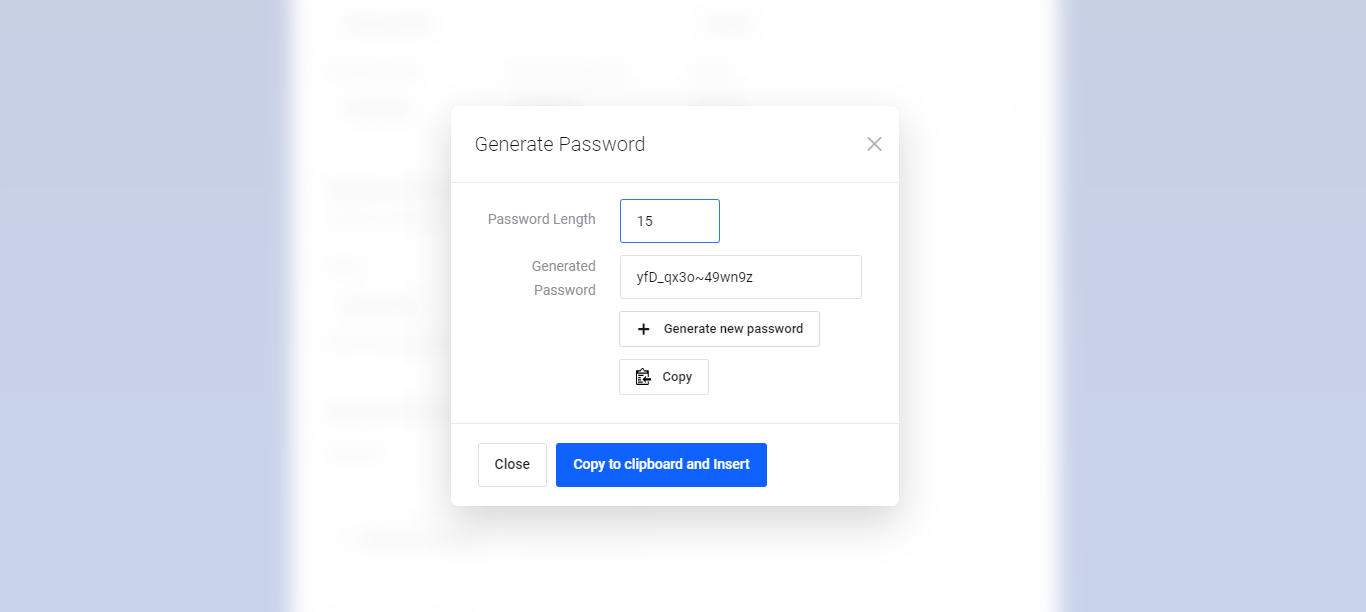 Generate Password
Password Length
15
Generated
Password
yfD_qx3o~49wn9z
Generate new password
Copy
Close
Copy to clipboard and Insert